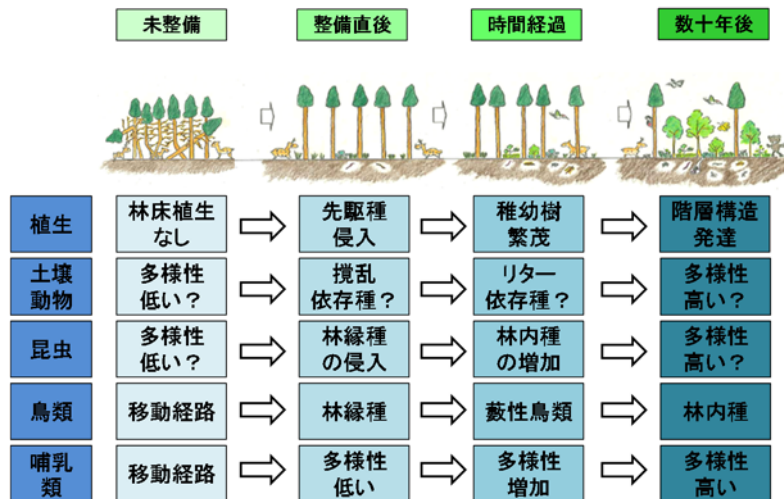 未整備
整備直後
時間経過
数十年後
植生
林床植生
なし
先駆種
侵入
稚幼樹
繁茂
階層構造
発達
土壌
動物
多様性
低い？
撹乱
依存種？
リター
依存種？
多様性
高い？
昆虫
多様性
低い？
林縁種
の侵入
林内種
の増加
多様性
高い？
鳥類
移動経路
林縁種
藪性鳥類
林内種
哺乳
類
移動経路
多様性
低い
多様性
増加
多様性
高い